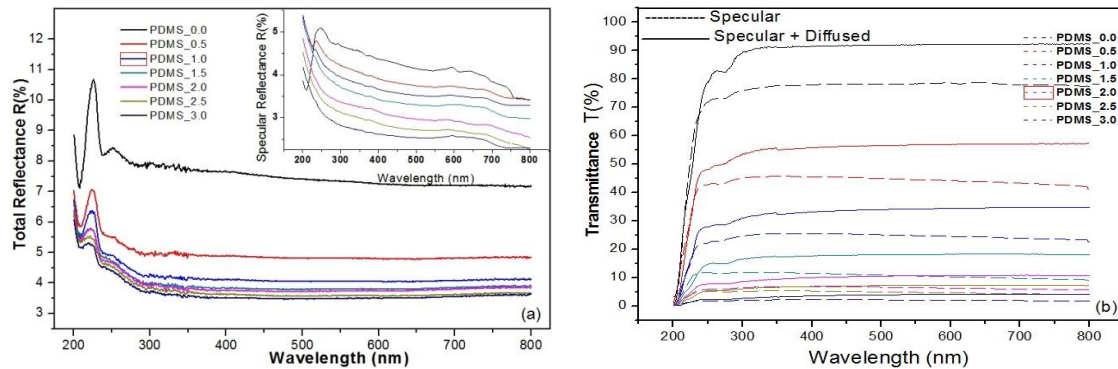 PDMS_0.0
PDMS_0.5
PDMS_1.0
PDMS_1.5
PDMS_2.0
PDMS_2.5
PDMS_3.0
Total Reflectance R(%)
12
11
10
9
8
7
6
5
4
3
200
300
400
500
600
700
800
Wavelength (nm)
(a)
Specular Reflectance R(%)
5
4
3
200
300
400
500
600
700
800
Wavelength (nm)
Specular
Specular + Diffused
PDMS_0.0
PDMS_0.5
PDMS_1.0
PDMS_1.5
PDMS_2.0
PDMS_2.5
PDMS_3.0
Transmittance T(%)
100
90
80
70
60
50
40
30
20
10
0
200
300
400
500
600
700
800
Wavelength (nm)
(b)